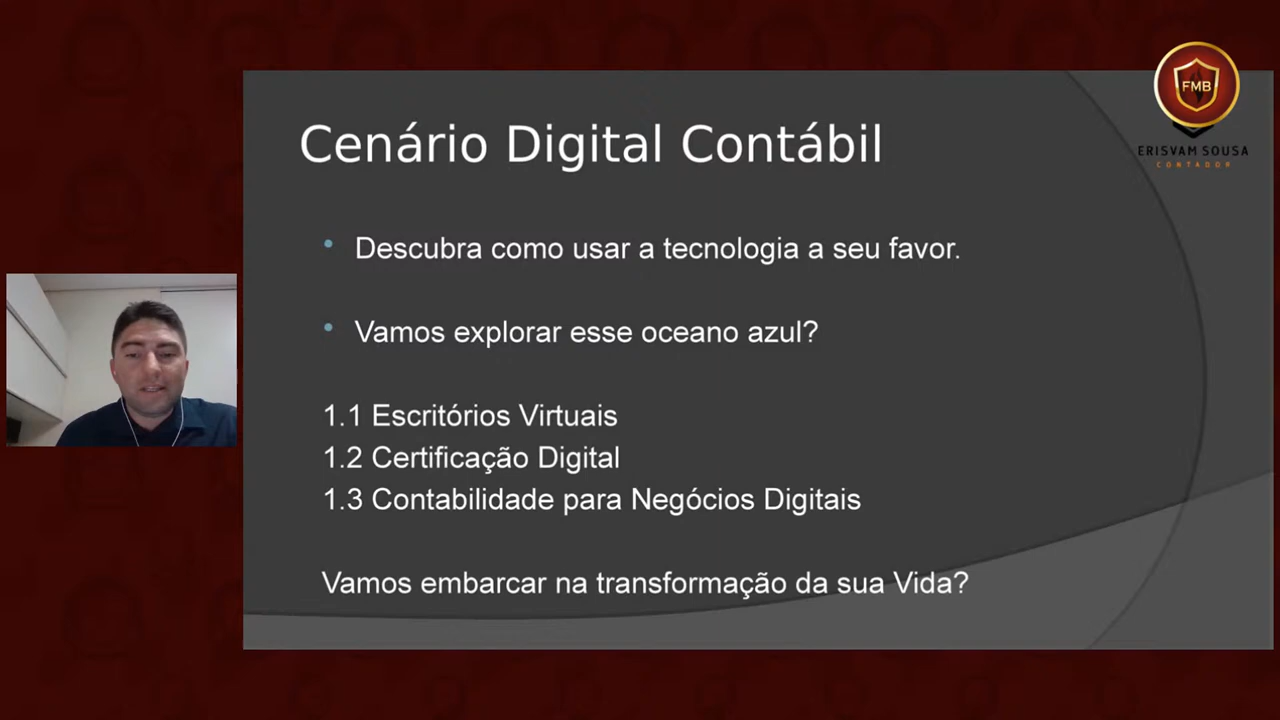 FMB
ERISVAM SOUSA
CONTADOR
Cenário Digital Contábil
• Descubra como usar a tecnologia a seu favor.
• Vamos explorar esse oceano azul?
1.1 Escritórios Virtuais
1.2 Certificação Digital
1.3 Contabilidade para Negócios Digitais
Vamos embarcar na transformação da sua Vida?